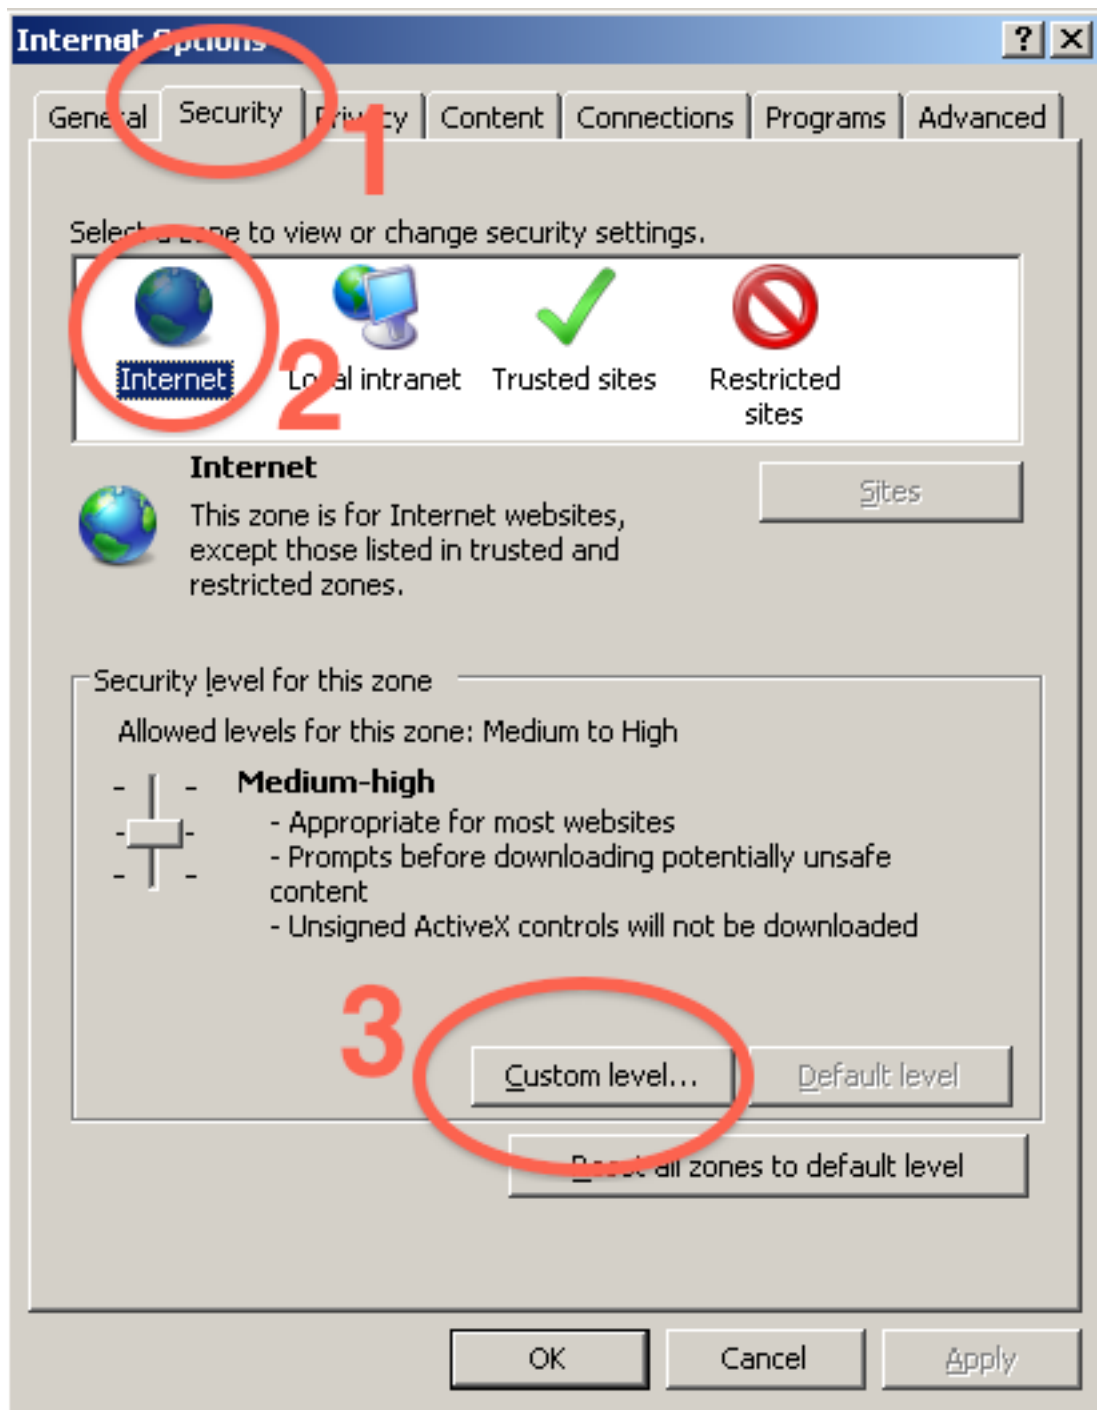 Internet Options
General Security Privacy Content Connections Programs Advanced
1
Select a zone to view or change security settings.
Internet Local intranet Trusted sites Restricted
sites
2
Internet
Sites
This zone is for Internet websites,
except those listed in trusted and
restricted zones.
Security level for this zone
Allowed levels for this zone: Medium to High
Medium-high
- Appropriate for most websites
- Prompts before downloading potentially unsafe
content
- Unsigned ActiveX controls will not be downloaded
3
Custom level... Default level
Reset all zones to default level
OK Cancel Apply